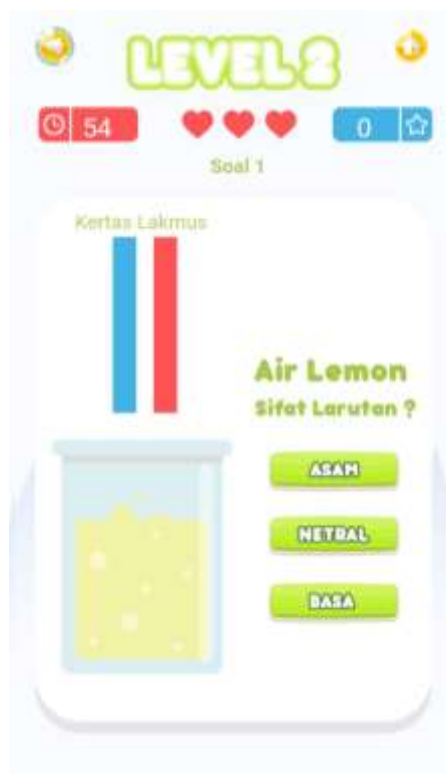 LEVEL 2
54
0
Soal 1
Kertas Lakmus
Air Lemon
Sifat Larutan ?
ASAM
NETRAL
BASA